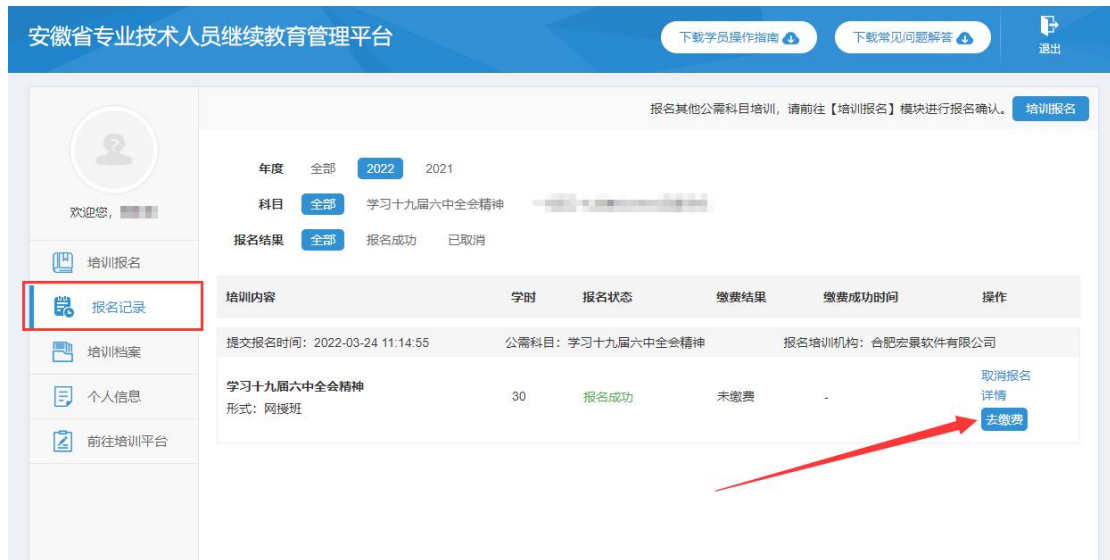 安徽省专业技术人员继续教育管理平台
下载学员操作指南
下载常见问题解答
退出
报名其他公需科目培训，请前往【培训报名】模块进行报名确认。 培训报名
欢迎您，
培训报名
报名记录
培训档案
个人信息
前往培训平台
年度 全部 2022 2021
科目 全部 学习十九届六中全会精神
报名结果 全部 报名成功 已取消
培训内容 学时 报名状态 缴费结果 缴费成功时间 操作
提交报名时间：2022-03-24 11:14:55 公需科目：学习十九届六中全会精神 报名培训机构：合肥宏景软件有限公司
学习十九届六中全会精神
形式：网授班
30 报名成功 未缴费 -
取消报名
详情
去缴费